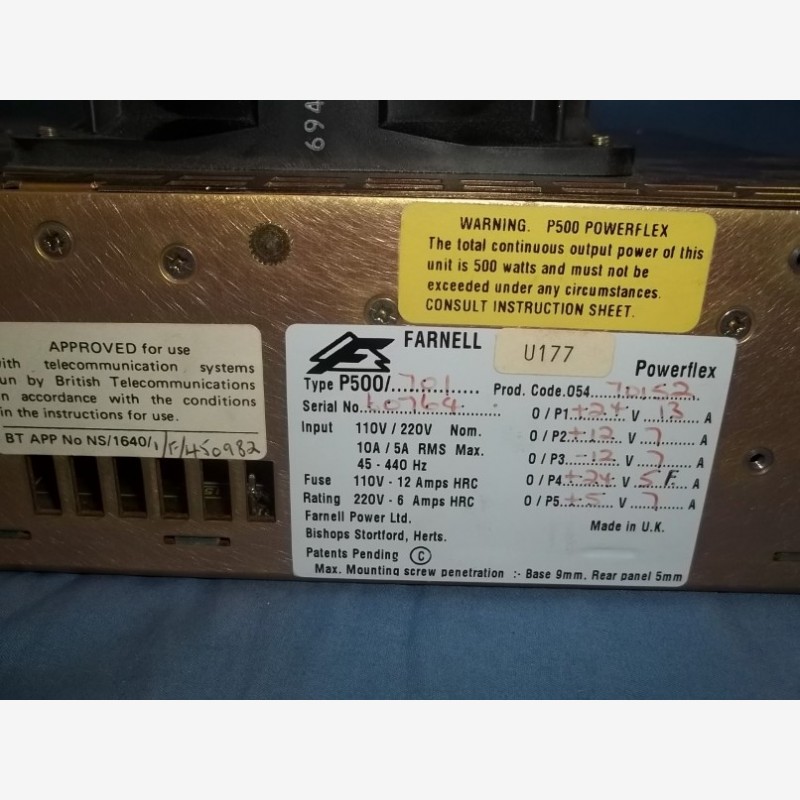 694
WARNING. P500 POWERFLEX
The total continuous output power of this
unit is 500 watts and must not be
exceeded under any circumstances.
CONSULT INSTRUCTION SHEET.
APPROVED for use
with telecommunication systems
run by British Telecommunications
in accordance with the conditions
in the instructions for use.
BT APP No NS/1640/1/F/450982
FARNELL
U177
Powerflex
Type P500/...701...
Prod. Code.054...
Serial No.
Input 110V / 220V Nom.
10A / 5A RMS Max.
45 - 440 Hz
Fuse 110V - 12 Amps HRC
Rating 220V - 6 Amps HRC
Farnell Power Ltd.
Bishops Stortford, Herts.
Patents Pending ©
O / P1 +24 V 13 A
O / P2 +12 V 7 A
O / P3 -12 V 7 A
O / P4 +24 V 5F A
O / P5 +5 V 7 A
Made in U.K.
Max. Mounting screw penetration :- Base 9mm. Rear panel 5mm